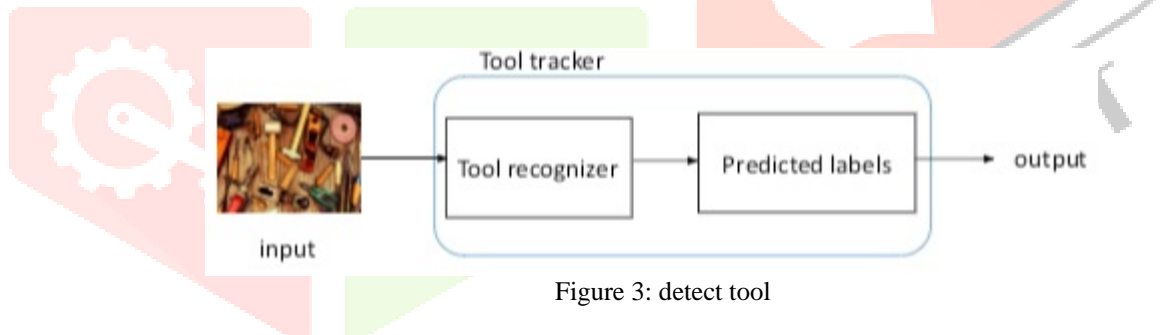 Tool tracker
Tool recognizer
Predicted labels
output
input
Figure 3: detect tool